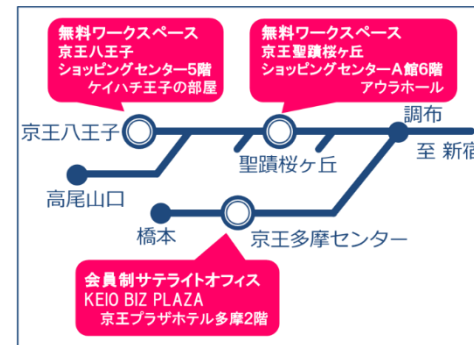 無料ワークスペース
京王八王子
ショッピングセンター5階
ケイハチ王子の部屋
無料ワークスペース
京王聖蹟桜ヶ丘
ショッピングセンターA館6階
アウラホール
京王八王子
聖蹟桜ヶ丘
調布
至 新宿
高尾山口
橋本
京王多摩センター
会員制サテライトオフィス
KEIO BIZ PLAZA
京王プラザホテル多摩2階